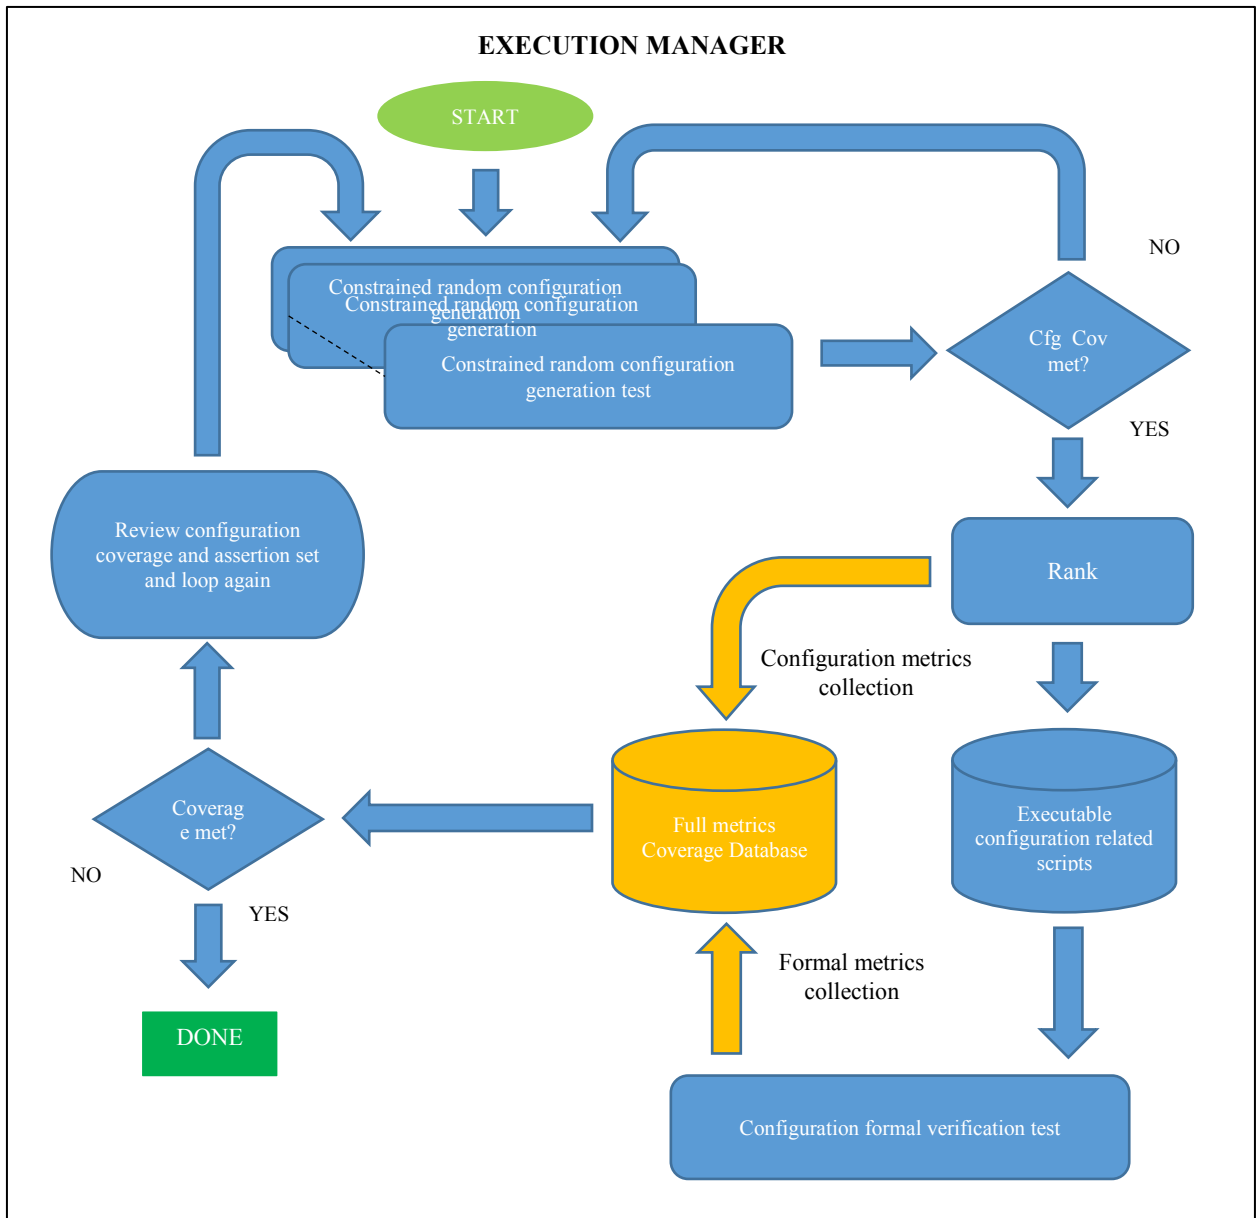 EXECUTION MANAGER
START
NO
Constrained random configuration
generation
Constrained random configuration
generation
Constrained random configuration
generation test
Cfg Cov
met?
YES
Review configuration
coverage and assertion set
and loop again
Rank
Configuration metrics
collection
Coverag
e met?
Full metrics
Coverage Database
Executable
configuration related
scripts
NO
YES
Formal metrics
collection
DONE
Configuration formal verification test